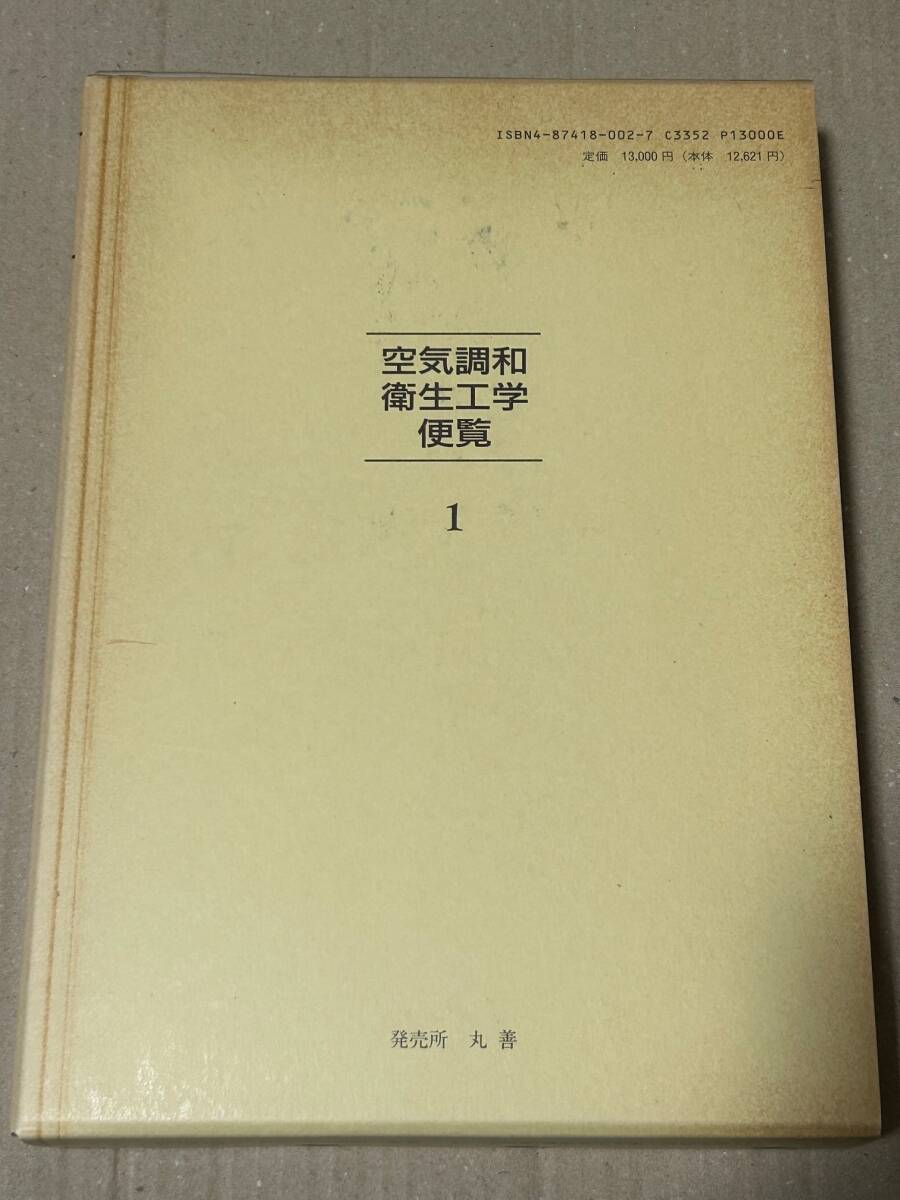 ISBN4-87418-002-7 C3352 P13000E
定価 13,000円（本体 12,621円）
空気調和
衛生工学
便覧
1
発売所 丸善